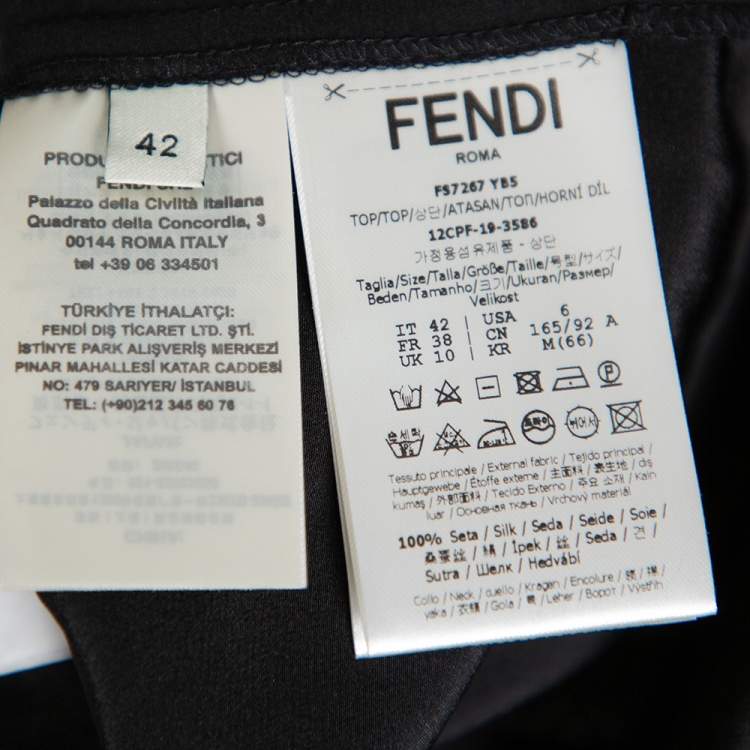 42
FENDI
Palazzo della Civiltà Italiana
Quadrato della Concordia, 3
00144 ROMA ITALY
tel +39 06 334501
TÜRKİYE İTHALATÇI:
FENDİ DIŞ TİCARET LTD. ŞTİ.
İSTİNYE PARK ALIŞVERİŞ MERKEZİ
PINAR MAHALLESİ KATAR CADDESİ
NO: 479 SARIYER/ İSTANBUL
TEL: (+90)212 345 60 76
FENDI
ROMA
FS7267 YB5
TOP/TOP/상단/ATASAN/ТОП/HORNÍ DÍL
12CPF-19-3586
가정용섬유제품 - 상단
Taglia/Size/Talla/Größe/Taille/号型/サイズ/
Beden/Tamanho/크기/Ukuran/Размер/
Velikost
IT 42 USA 6
FR 38 CN 165/92 A
UK 10 KR M(66)
Tessuto principale / External fabric / Tejido principal /
Hauptgewebe / Étoffe externe / 主面料 / 表生地 / dış
kumaş / 外部面料 / Tecido Externo / 주요 소재 / Kain
luar / Основная ткань / Vrchový materiál
100% Seta / Silk / Seda / Seide / Soie /
桑蚕丝 / 絹 / İpek / 丝 / Seda / 견 /
Sutra / Шелк / Hedvábí
Collo / Neck / cuello / Kragen / Encolure / 领 / 襟 /
yaka / 衣領 / Gola / 목 / Leher / Ворот / Výstřih